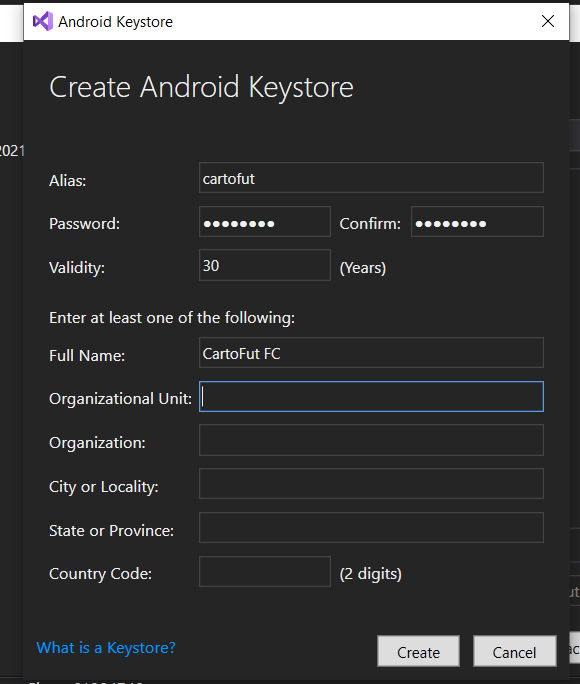 Android Keystore
Create Android Keystore
2021
Alias: cartofut
Password: ●●●●●●●● Confirm: ●●●●●●●●
Validity: 30 (Years)
Enter at least one of the following:
Full Name: CartoFut FC
Organizational Unit:
Organization:
City or Locality:
State or Province:
Country Code: (2 digits)
What is a Keystore? Create Cancel